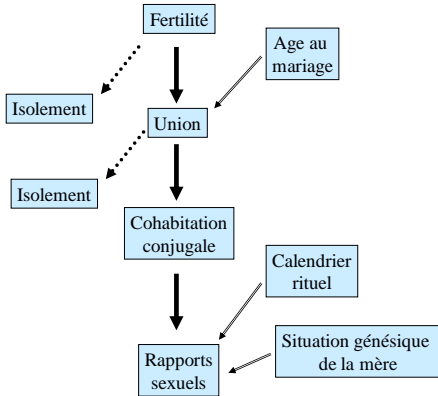 Fertilité
Age au
mariage
Isolement
Union
Isolement
Cohabitation
conjugale
Calendrier
rituel
Situation génésique
de la mère
Rapports
sexuels